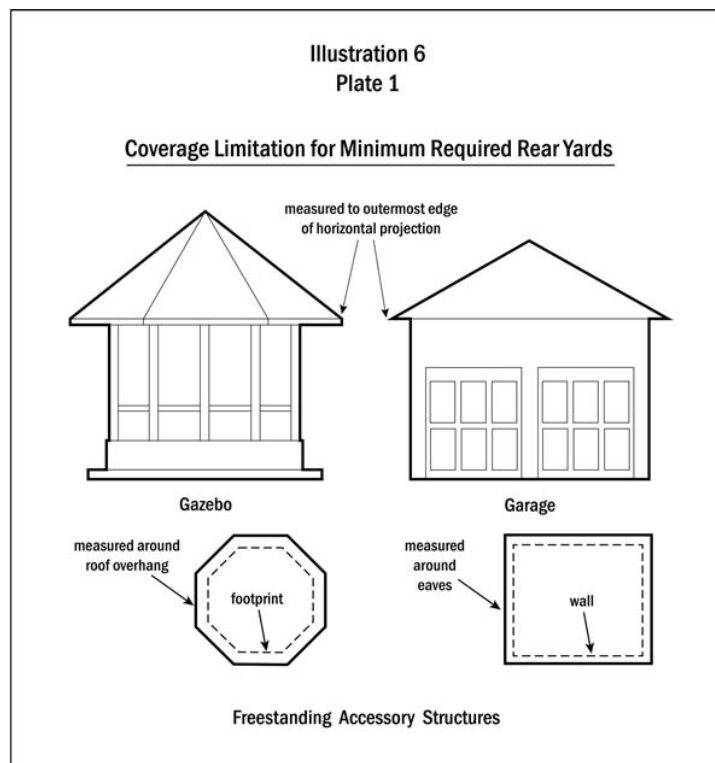 Illustration 6
Plate 1
Coverage Limitation for Minimum Required Rear Yards
measured to outermost edge
of horizontal projection
Gazebo
Garage
measured around
roof overhang
footprint
measured
around
eaves
wall
Freestanding Accessory Structures